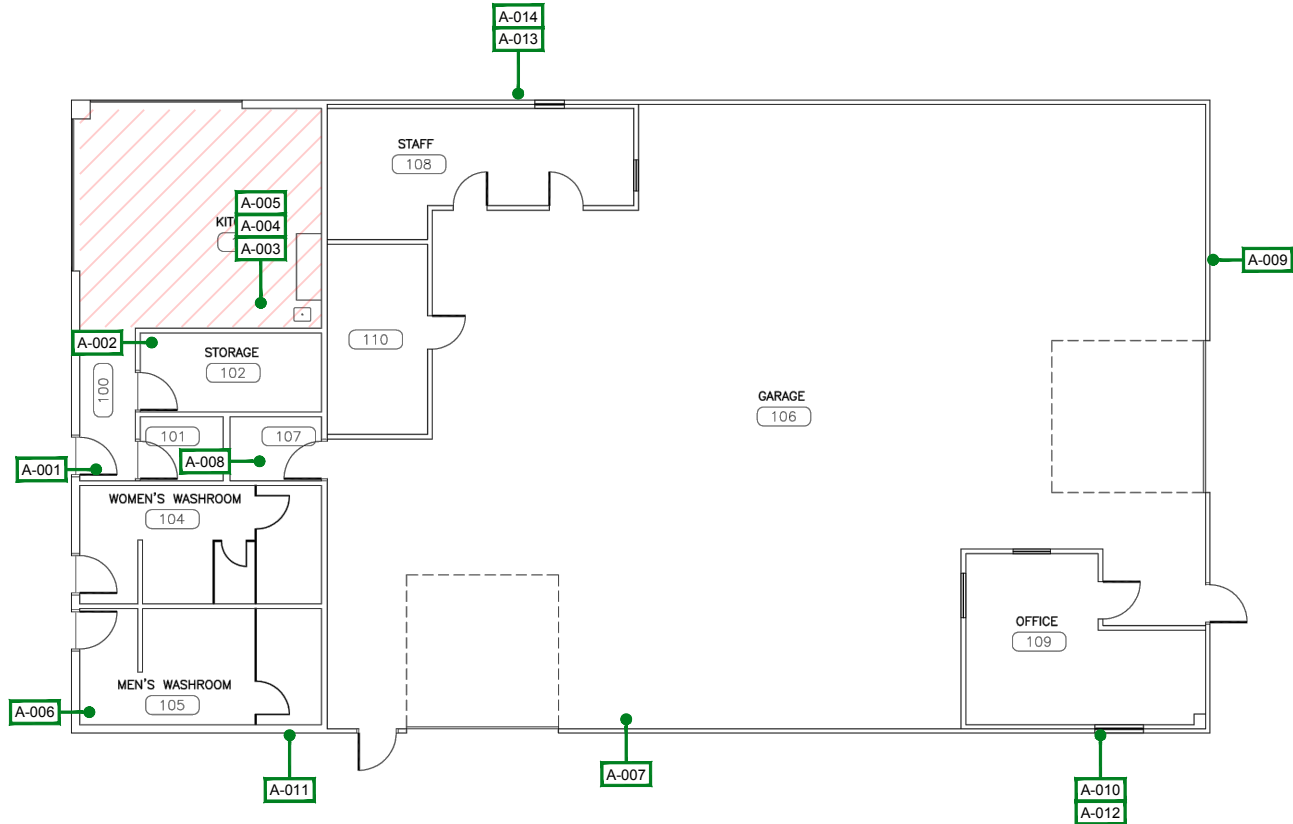 A-014
A-013
STAFF
108
A-005
KIT
A-004
A-003
A-009
A-002
STORAGE
102
110
100
GARAGE
106
101
107
A-008
A-001
WOMEN'S WASHROOM
104
OFFICE
109
MEN'S WASHROOM
105
A-006
A-007
A-011
A-010
A-012